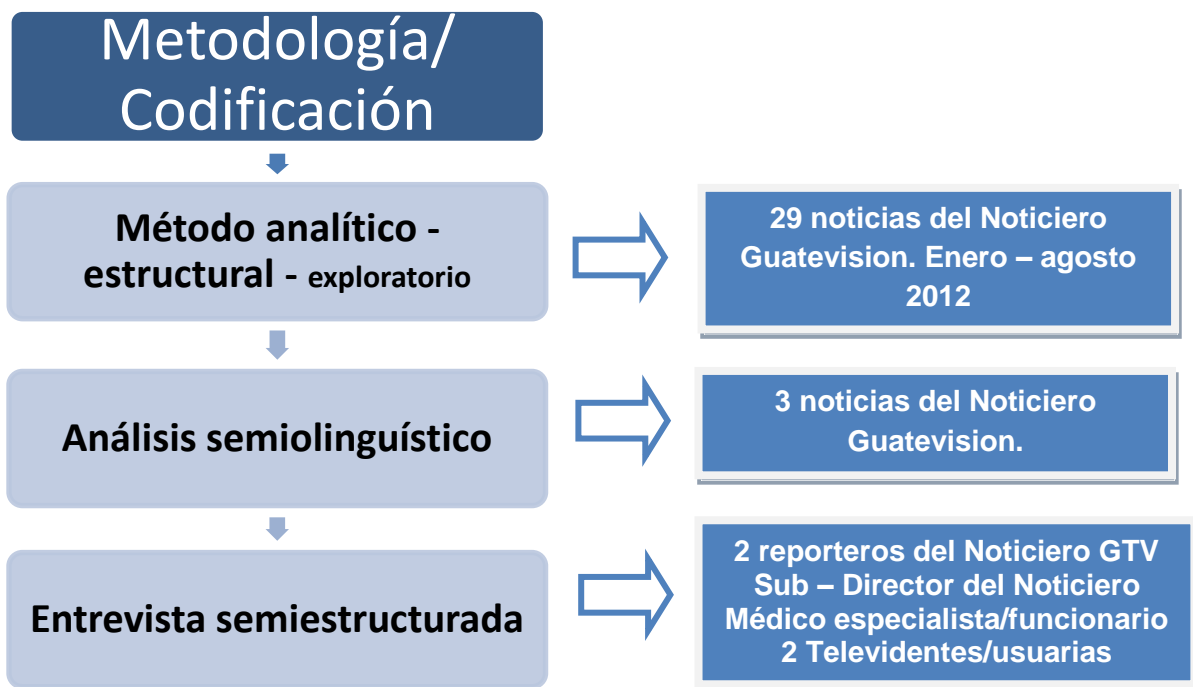 Metodología/
Codificación
Método analítico -
estructural - exploratorio
29 noticias del Noticiero
Guatevision. Enero – agosto
2012
Análisis semiolinguístico
3 noticias del Noticiero
Guatevision.
Entrevista semiestructurada
2 reporteros del Noticiero GTV
Sub – Director del Noticiero
Médico especialista/funcionario
2 Televidentes/usuarias